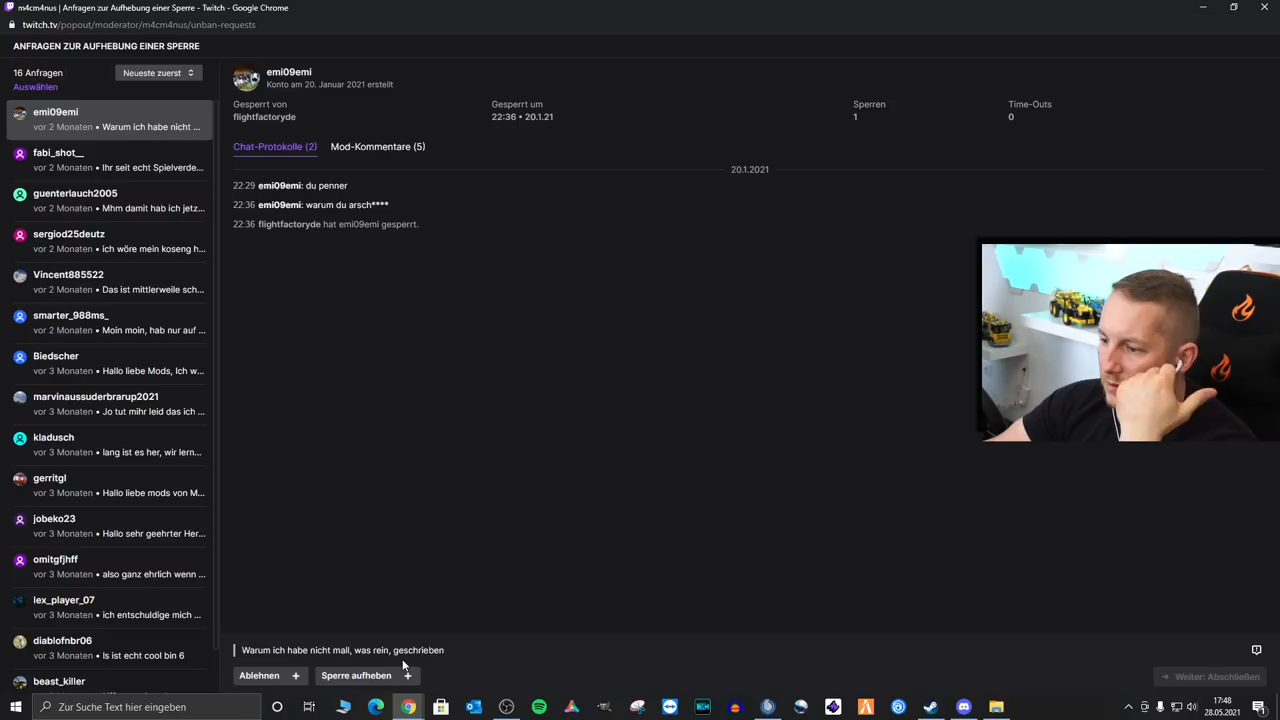 m4cm4nus | Anfragen zur Aufhebung einer Sperre - Twitch - Google Chrome
twitch.tv/popout/moderator/m4cm4nus/unban-requests
ANFRAGEN ZUR AUFHEBUNG EINER SPERRE
16 Anfragen
Neueste zuerst
Auswählen
emi09emi
vor 2 Monaten • Warum ich habe nicht ...
fabi_shot__
vor 2 Monaten • Ihr seit echt Spielverde...
guenterlauch2005
vor 2 Monaten • Mhm damit hab ich jetz...
sergiod25deutz
vor 2 Monaten • ich wöre mein koseng h...
Vincent885522
vor 2 Monaten • Das ist mittlerweile sch...
smarter_988ms_
vor 2 Monaten • Moin moin, hab nur auf ...
Biedscher
vor 3 Monaten • Hallo liebe Mods, Ich w...
marvinaussuderbrarup2021
vor 3 Monaten • Jo tut mihr leid das ich ...
kladusch
vor 3 Monaten • lang ist es her, wir lern...
gerritgl
vor 3 Monaten • Hallo liebe mods von M...
jobeko23
vor 3 Monaten • Hallo sehr geehrter Her...
omitgfjhff
vor 3 Monaten • also ganz ehrlich wenn ...
lex_player_07
vor 3 Monaten • ich entschuldige mich ...
diablofnbr06
vor 3 Monaten • Is ist echt cool bin 6
beast_killer
emi09emi
Konto am 20. Januar 2021 erstellt
Gesperrt von
flightfactoryde
Gesperrt um
22:36 • 20.1.21
Sperren
1
Time-Outs
0
Chat-Protokolle (2) Mod-Kommentare (5)
20.1.2021
22:29 emi09emi: du penner
22:36 emi09emi: warum du arsch****
22:36 flightfactoryde hat emi09emi gesperrt.
Warum ich habe nicht mall, was rein, geschrieben
Ablehnen + Sperre aufheben +
→ Weiter: Abschließen
Zur Suche Text hier eingeben
17:48
28.05.2021